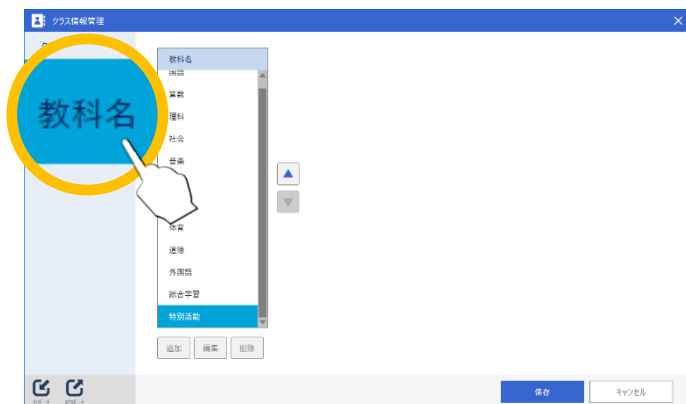 クラス情報管理
教科名
教科名
国語
算数
理科
社会
音楽
体育
道徳
外国語
総合学習
特別活動
追加
編集
削除
保存
キャンセル